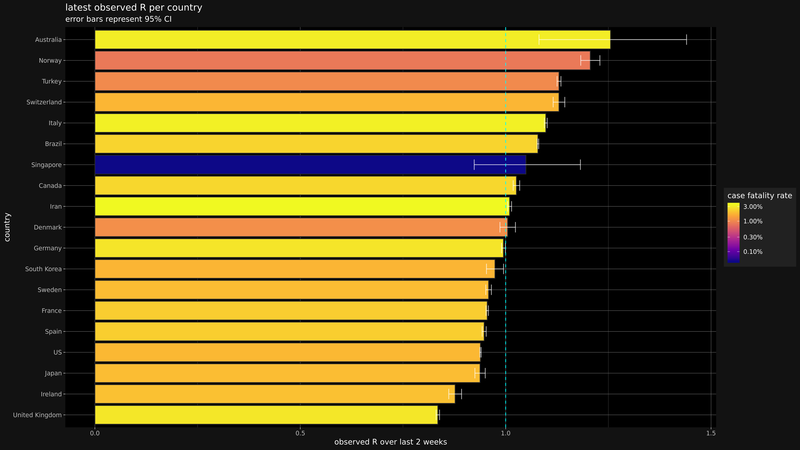 latest observed R per country
error bars represent 95% CI
Australia
Norway
Turkey
Switzerland
Italy
Brazil
Singapore
Canada
Iran
Denmark
Germany
South Korea
Sweden
France
Spain
US
Japan
Ireland
United Kingdom
country
0.0
0.5
1.0
1.5
observed R over last 2 weeks
case fatality rate
3.00%
1.00%
0.30%
0.10%